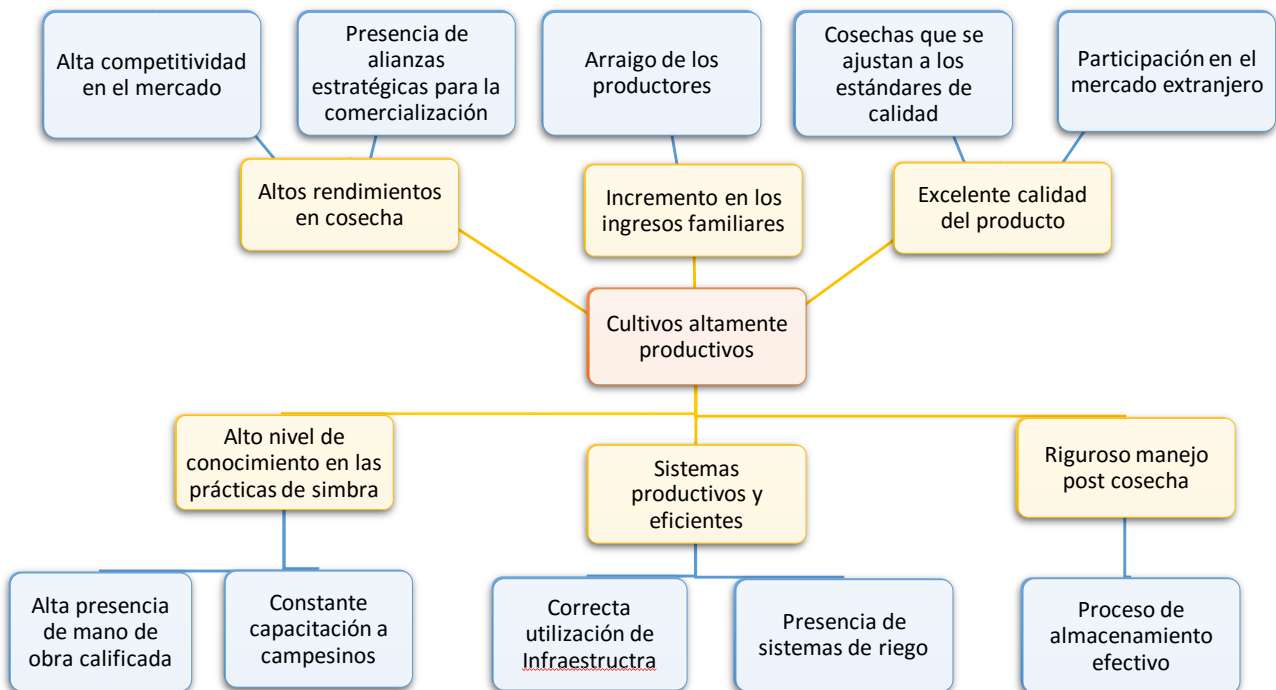 Alta competitividad
en el mercado
Presencia de
alianzas
estratégicas para la
comercialización
Arraigo de los
productores
Cosechas que se
ajustan a los
estándares de
calidad
Participación en el
mercado extranjero
Altos rendimientos
en cosecha
Incremento en los
ingresos familiares
Excelente calidad
del producto
Cultivos altamente
productivos
Alto nivel de
conocimiento en las
prácticas de simbra
Sistemas
productivos y
eficientes
Riguroso manejo
post cosecha
Alta presencia
de mano de
obra calificada
Constante
capacitación a
campesinos
Correcta
utilización de
Infraestructra
Presencia de
sistemas de riego
Proceso de
almacenamiento
efectivo